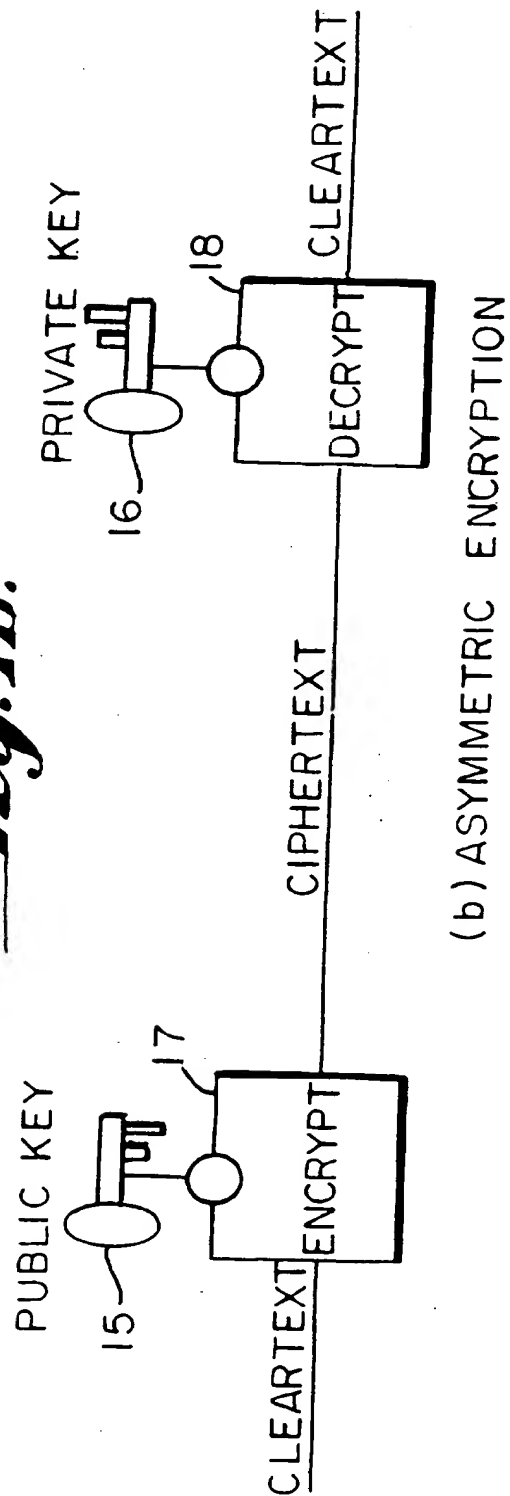 PUBLIC KEY
15
17
CLEARTEXT
ENCRYPT
CIPHERTEXT
PRIVATE KEY
16
18
DECRYPT
CLEARTEXT
(b) ASYMMETRIC ENCRYPTION